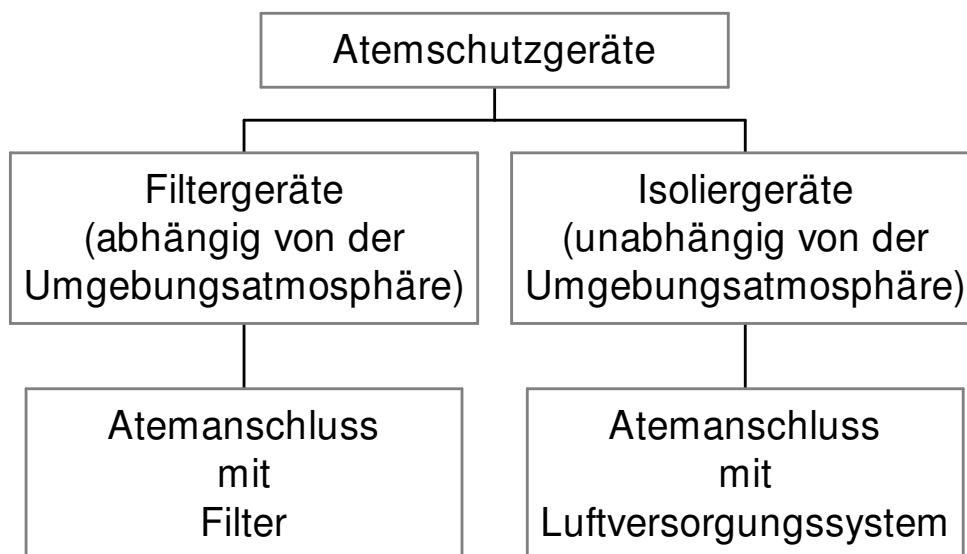 Atemschutzgeräte
Filtergeräte
(abhängig von der
Umgebungsatmosphäre)
Isoliergeräte
(unabhängig von der
Umgebungsatmosphäre)
Atemanschluss
mit
Filter
Atemanschluss
mit
Luftversorgungssystem